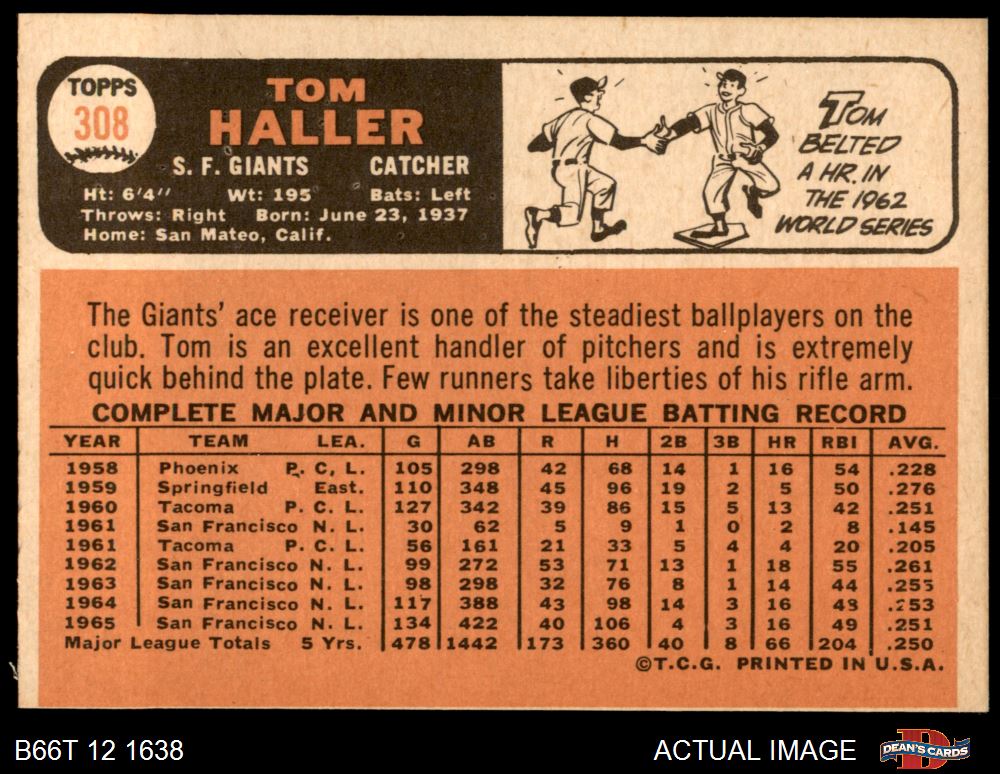 TOPPS
308
TOM
HALLER
S. F. GIANTS CATCHER
Ht: 6'4" Wt: 195 Bats: Left
Throws: Right Born: June 23, 1937
Home: San Mateo, Calif.
TOM
BELTED
A HR. IN
THE 1962
WORLD SERIES
The Giants' ace receiver is one of the steadiest ballplayers on the
club. Tom is an excellent handler of pitchers and is extremely
quick behind the plate. Few runners take liberties of his rifle arm.
COMPLETE MAJOR AND MINOR LEAGUE BATTING RECORD
YEAR TEAM LEA. G AB R H 2B 3B HR RBI AVG.
1958 Phoenix P. C, L. 105 298 42 68 14 1 16 54 .228
1959 Springfield East. 110 348 45 96 19 2 5 50 .276
1960 Tacoma P. C. L. 127 342 39 86 15 5 13 42 .251
1961 San Francisco N. L. 30 62 5 9 1 0 2 8 .145
1961 Tacoma P. C. L. 56 161 21 33 5 4 4 20 .205
1962 San Francisco N. L. 99 272 53 71 13 1 18 55 .261
1963 San Francisco N. L. 98 298 32 76 8 1 14 44 .255
1964 San Francisco N. L. 117 388 43 98 14 3 16 48 .253
1965 San Francisco N. L. 134 422 40 106 4 3 16 49 .251
Major League Totals 5 Yrs. 478 1442 173 360 40 8 66 204 .250
©T.C.G. PRINTED IN U.S.A.
B66T 12 1638 ACTUAL IMAGE DEAN'S CARDS